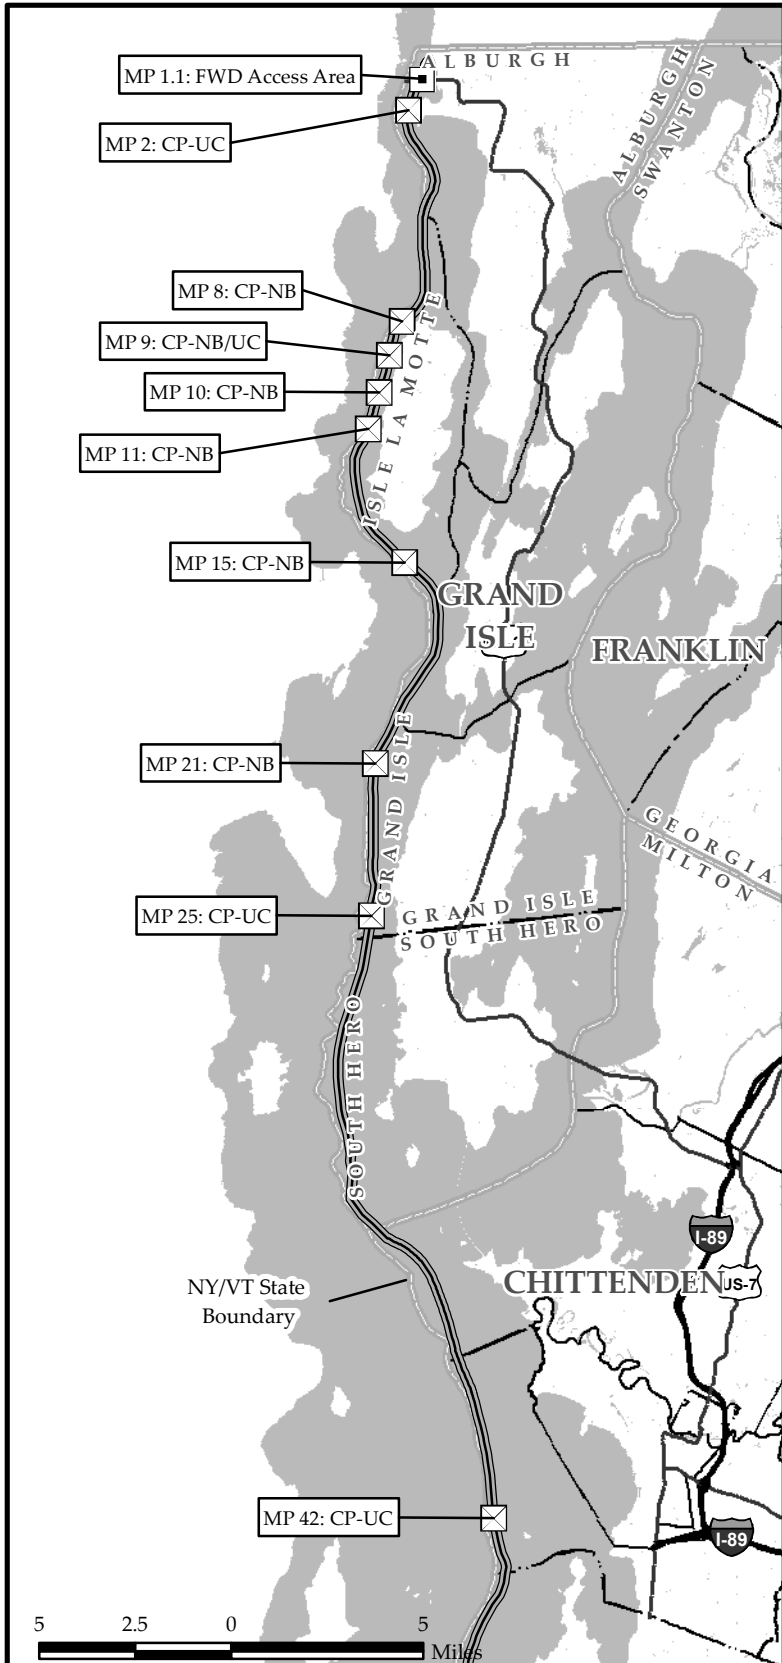 ALBURGH
MP 1.1: FWD Access Area
ALBURGH
SWANTON
MP 2: CP-UC
MP 8: CP-NB
MP 9: CP-NB/UC
MP 10: CP-NB
MP 11: CP-NB
ISLE LA MOTTE
MP 15: CP-NB
GRAND
ISLE
FRANKLIN
MP 21: CP-NB
GRAND ISLE
GEORGIA
MILTON
MP 25: CP-UC
GRAND ISLE
SOUTH HERO
SOUTH HERO
I-89
NY/VT State
Boundary
CHITTENDEN
US-7
MP 42: CP-UC
I-89
5 2.5 0 5
Miles